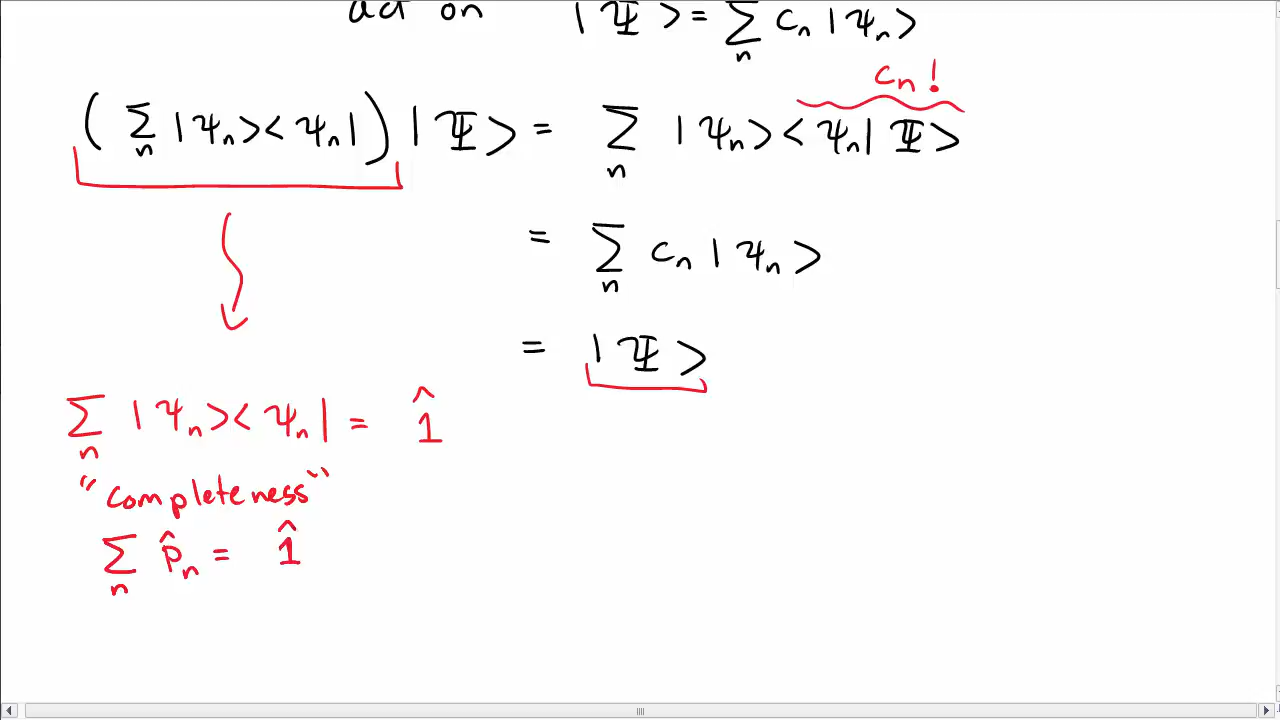 act on |Ψ> = Σ_n c_n |ψ_n>
c_n!
(Σ_n |ψ_n><ψ_n|) |Ψ> = Σ_n |ψ_n><ψ_n|Ψ>
= Σ_n c_n |ψ_n>
= |Ψ>
Σ_n |ψ_n><ψ_n| = 1̂
"completeness"
Σ_n p̂_n = 1̂